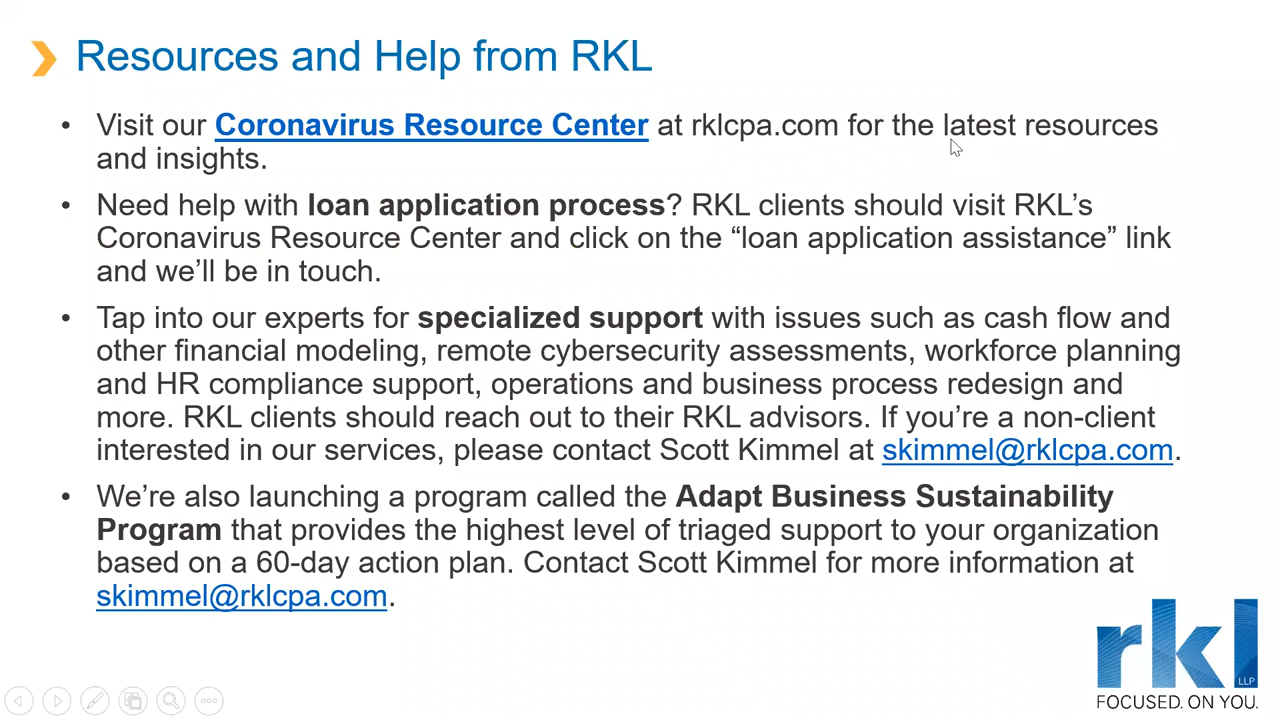 Resources and Help from RKL
• Visit our Coronavirus Resource Center at rklcpa.com for the latest resources
and insights.
• Need help with loan application process? RKL clients should visit RKL’s
Coronavirus Resource Center and click on the “loan application assistance” link
and we’ll be in touch.
• Tap into our experts for specialized support with issues such as cash flow and
other financial modeling, remote cybersecurity assessments, workforce planning
and HR compliance support, operations and business process redesign and
more. RKL clients should reach out to their RKL advisors. If you’re a non-client
interested in our services, please contact Scott Kimmel at skimmel@rklcpa.com.
• We’re also launching a program called the Adapt Business Sustainability
Program that provides the highest level of triaged support to your organization
based on a 60-day action plan. Contact Scott Kimmel for more information at
skimmel@rklcpa.com.
rkl
LLP
FOCUSED. ON YOU.